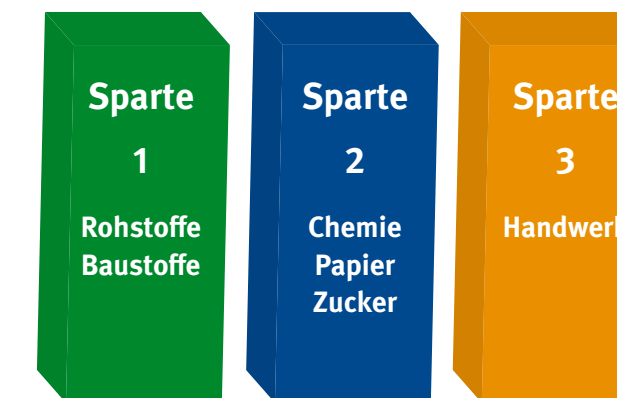 Sparte
1
Rohstoffe
Baustoffe
Sparte
2
Chemie
Papier
Zucker
Sparte
3
Handwerk